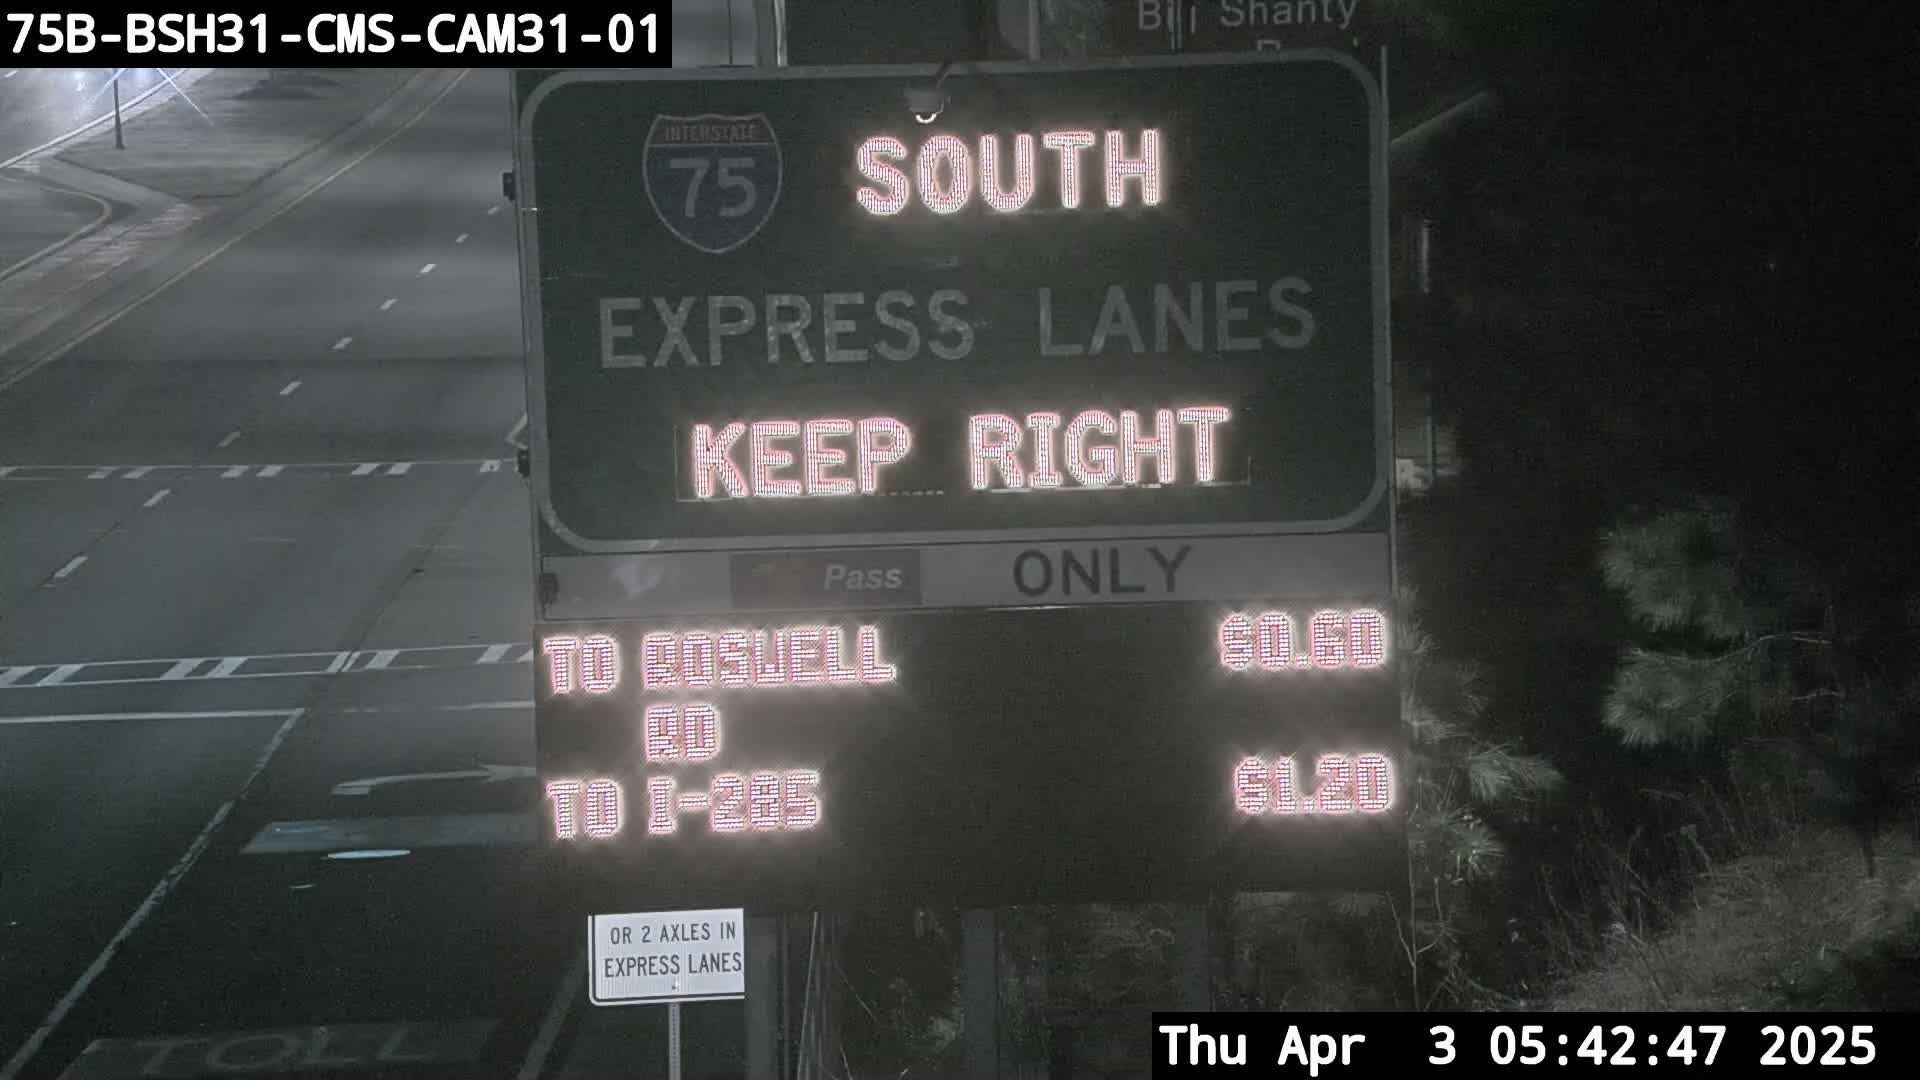 75B-BSH31-CMS-CAM31-01
Shanty
INTERSTATE
75
SOUTH
EXPRESS LANES
KEEP RIGHT
Pass ONLY
TO ROSWELL $0.60
RD
TO I-285 $1.20
OR 2 AXLES IN
EXPRESS LANES
TOLL
Thu Apr 3 05:42:47 2025